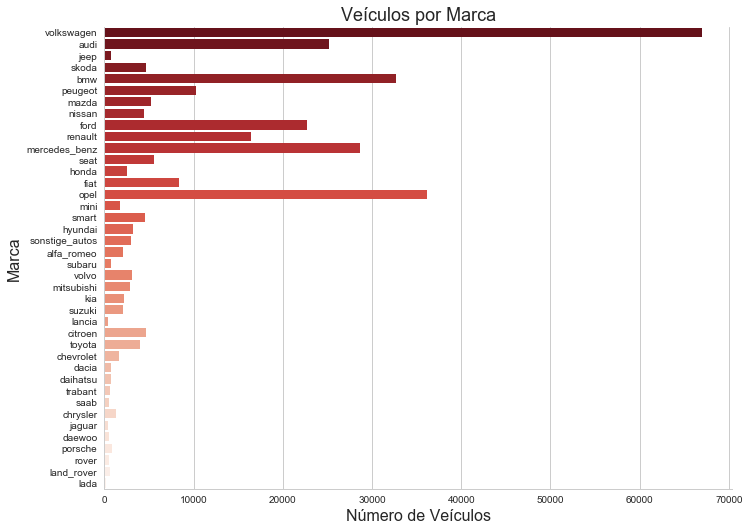 Veículos por Marca
volkswagen
audi
jeep
skoda
bmw
peugeot
mazda
nissan
ford
renault
mercedes_benz
seat
honda
fiat
opel
mini
smart
hyundai
sonstige_autos
alfa_romeo
subaru
volvo
mitsubishi
kia
suzuki
lancia
citroen
toyota
chevrolet
dacia
daihatsu
trabant
saab
chrysler
jaguar
daewoo
porsche
rover
land_rover
lada
Marca
0 10000 20000 30000 40000 50000 60000 70000
Número de Veículos